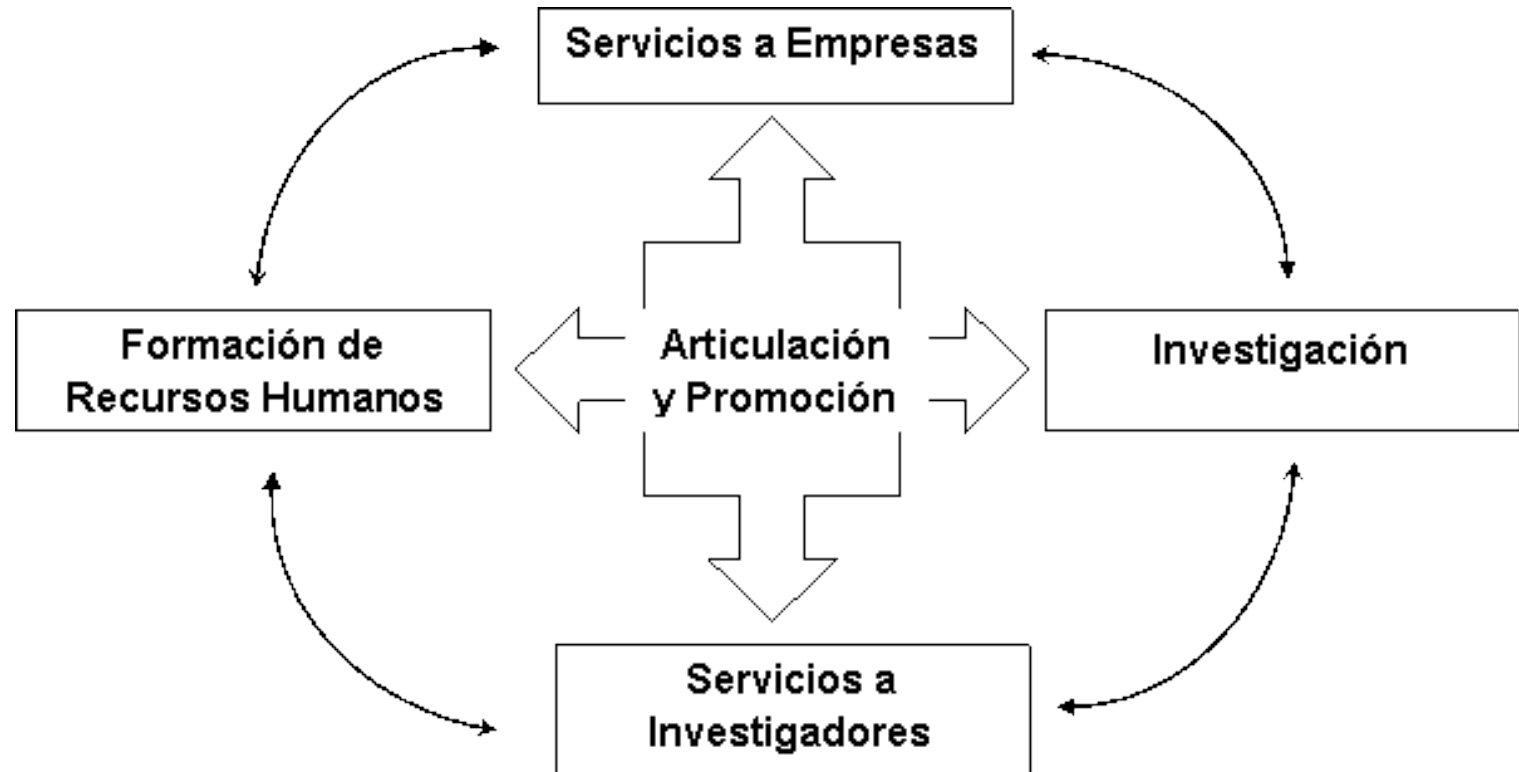 Servicios a Empresas
Formación de
Recursos Humanos
Articulación
y Promoción
Investigación
Servicios a
Investigadores